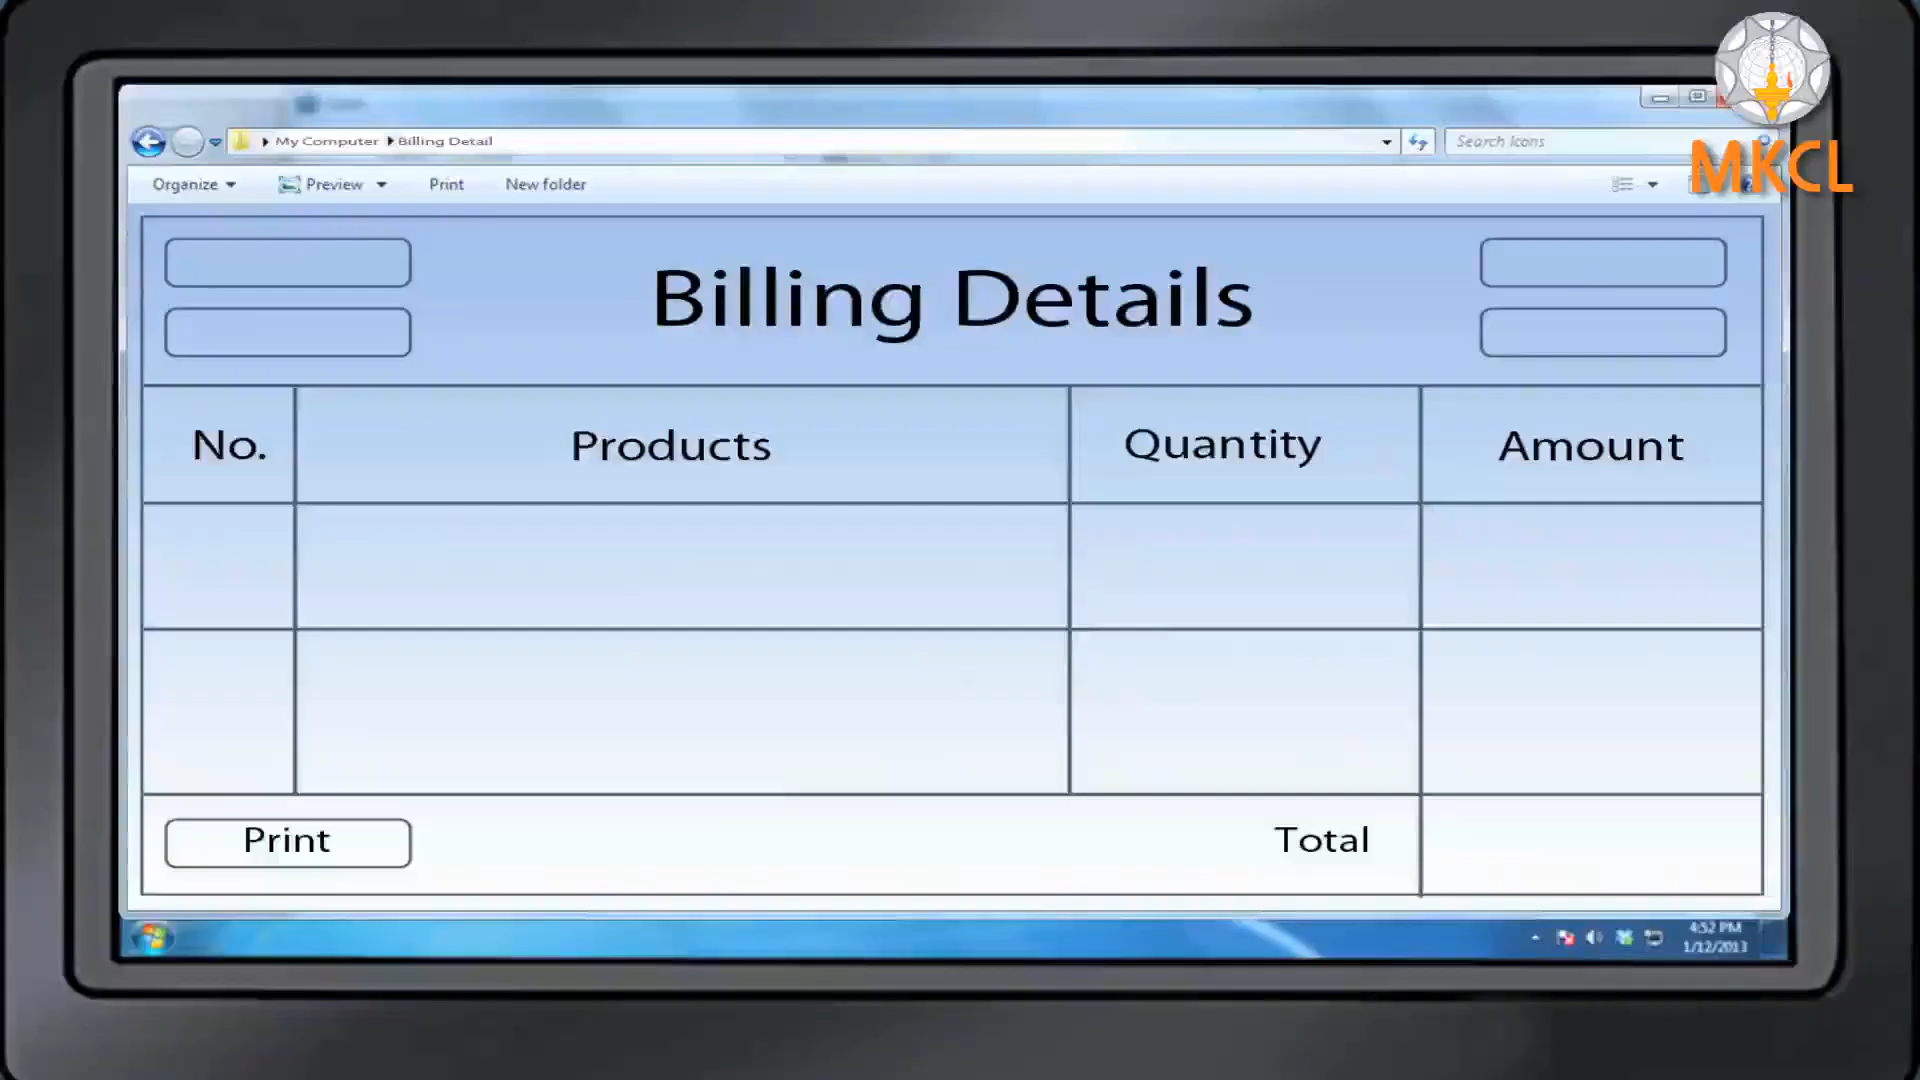 My Computer Billing Detail
Search Icons
MKCL
Organize Preview Print New folder
Billing Details
No. Products Quantity Amount
Print Total
4:52 PM
1/12/2013